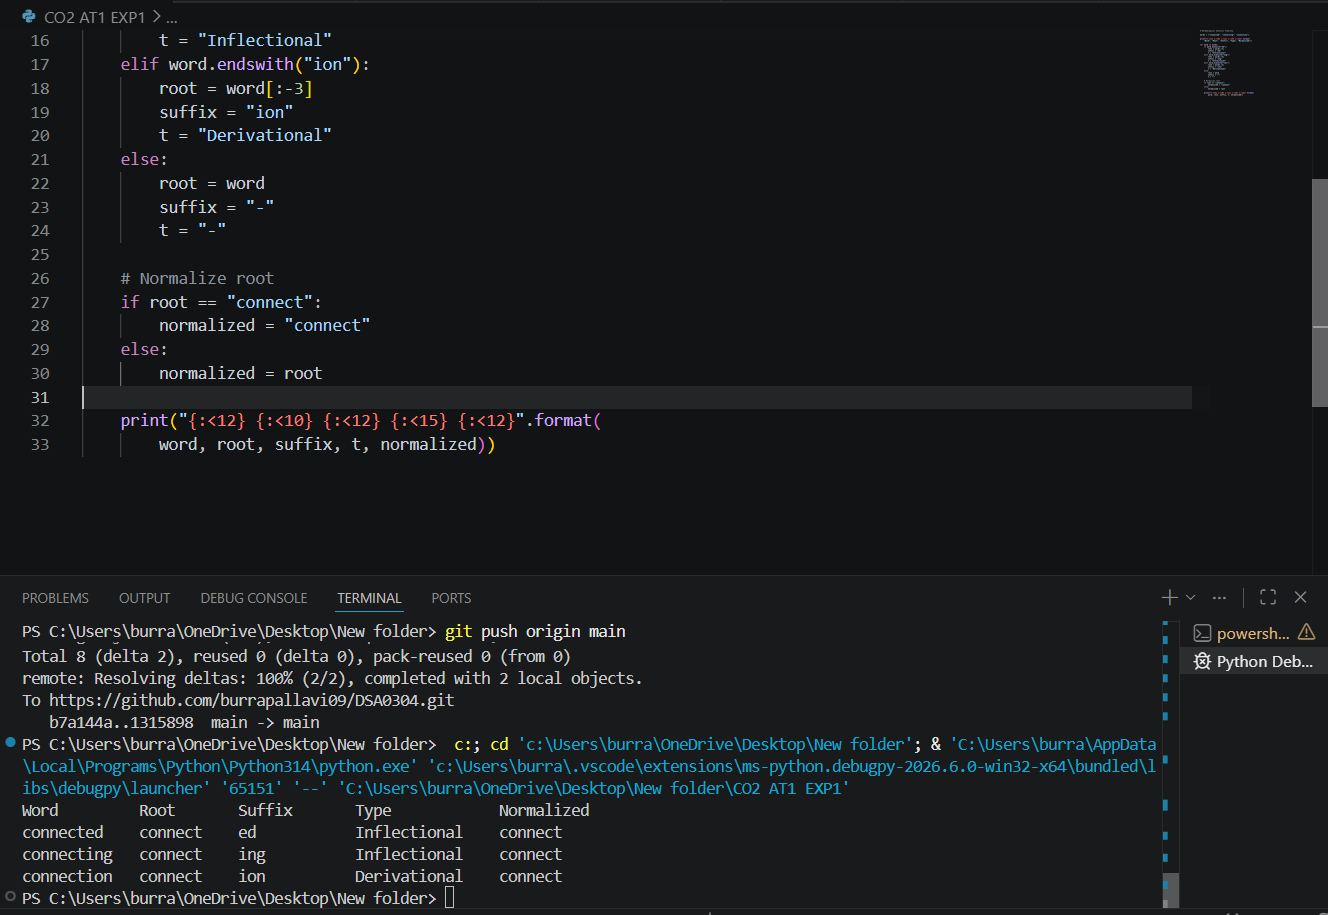 CO2 AT1 EXP1 > ...
16 t = "Inflectional"
17 elif word.endswith("ion"):
18 root = word[:-3]
19 suffix = "ion"
20 t = "Derivational"
21 else:
22 root = word
23 suffix = "-"
24 t = "-"
25
26 # Normalize root
27 if root == "connect":
28 normalized = "connect"
29 else:
30 normalized = root
31
32 print("{:<12} {:<10} {:<12} {:<15} {:<12}".format(
33 word, root, suffix, t, normalized))
PROBLEMS OUTPUT DEBUG CONSOLE TERMINAL PORTS
PS C:\Users\burra\OneDrive\Desktop\New folder> git push origin main
Total 8 (delta 2), reused 0 (delta 0), pack-reused 0 (from 0)
remote: Resolving deltas: 100% (2/2), completed with 2 local objects.
To https://github.com/burrapallavi09/DSA0304.git
b7a144a..1315898 main -> main
PS C:\Users\burra\OneDrive\Desktop\New folder> c:; cd 'c:\Users\burra\OneDrive\Desktop\New folder'; & 'C:\Users\burra\AppData
\Local\Programs\Python\Python314\python.exe' 'c:\Users\burra\.vscode\extensions\ms-python.debugpy-2026.6.0-win32-x64\bundled\l
ibs\debugpy\launcher' '65151' '--' 'C:\Users\burra\OneDrive\Desktop\New folder\CO2 AT1 EXP1'
Word Root Suffix Type Normalized
connected connect ed Inflectional connect
connecting connect ing Inflectional connect
connection connect ion Derivational connect
PS C:\Users\burra\OneDrive\Desktop\New folder>
powersh...
Python Deb...